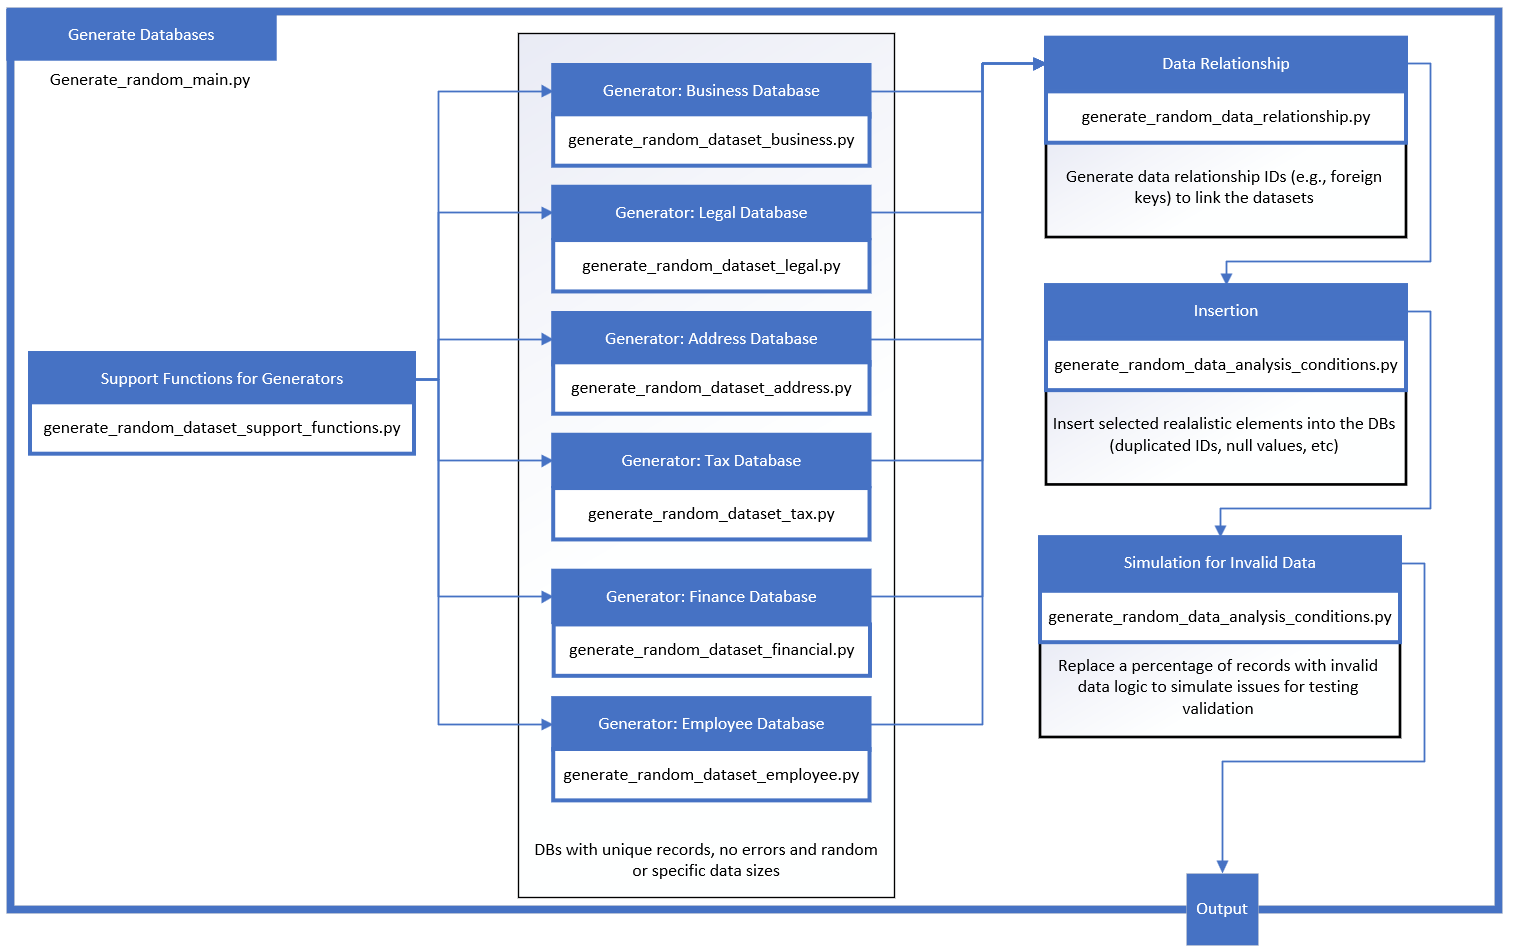 Generate Databases
Generate_random_main.py
Support Functions for Generators
generate_random_dataset_support_functions.py
Generator: Business Database
generate_random_dataset_business.py
Generator: Legal Database
generate_random_dataset_legal.py
Generator: Address Database
generate_random_dataset_address.py
Generator: Tax Database
generate_random_dataset_tax.py
Generator: Finance Database
generate_random_dataset_financial.py
Generator: Employee Database
generate_random_dataset_employee.py
DBs with unique records, no errors and random
or specific data sizes
Data Relationship
generate_random_data_relationship.py
Generate data relationship IDs (e.g., foreign
keys) to link the datasets
Insertion
generate_random_data_analysis_conditions.py
Insert selected realalistic elements into the DBs
(duplicated IDs, null values, etc)
Simulation for Invalid Data
generate_random_data_analysis_conditions.py
Replace a percentage of records with invalid
data logic to simulate issues for testing
validation
Output